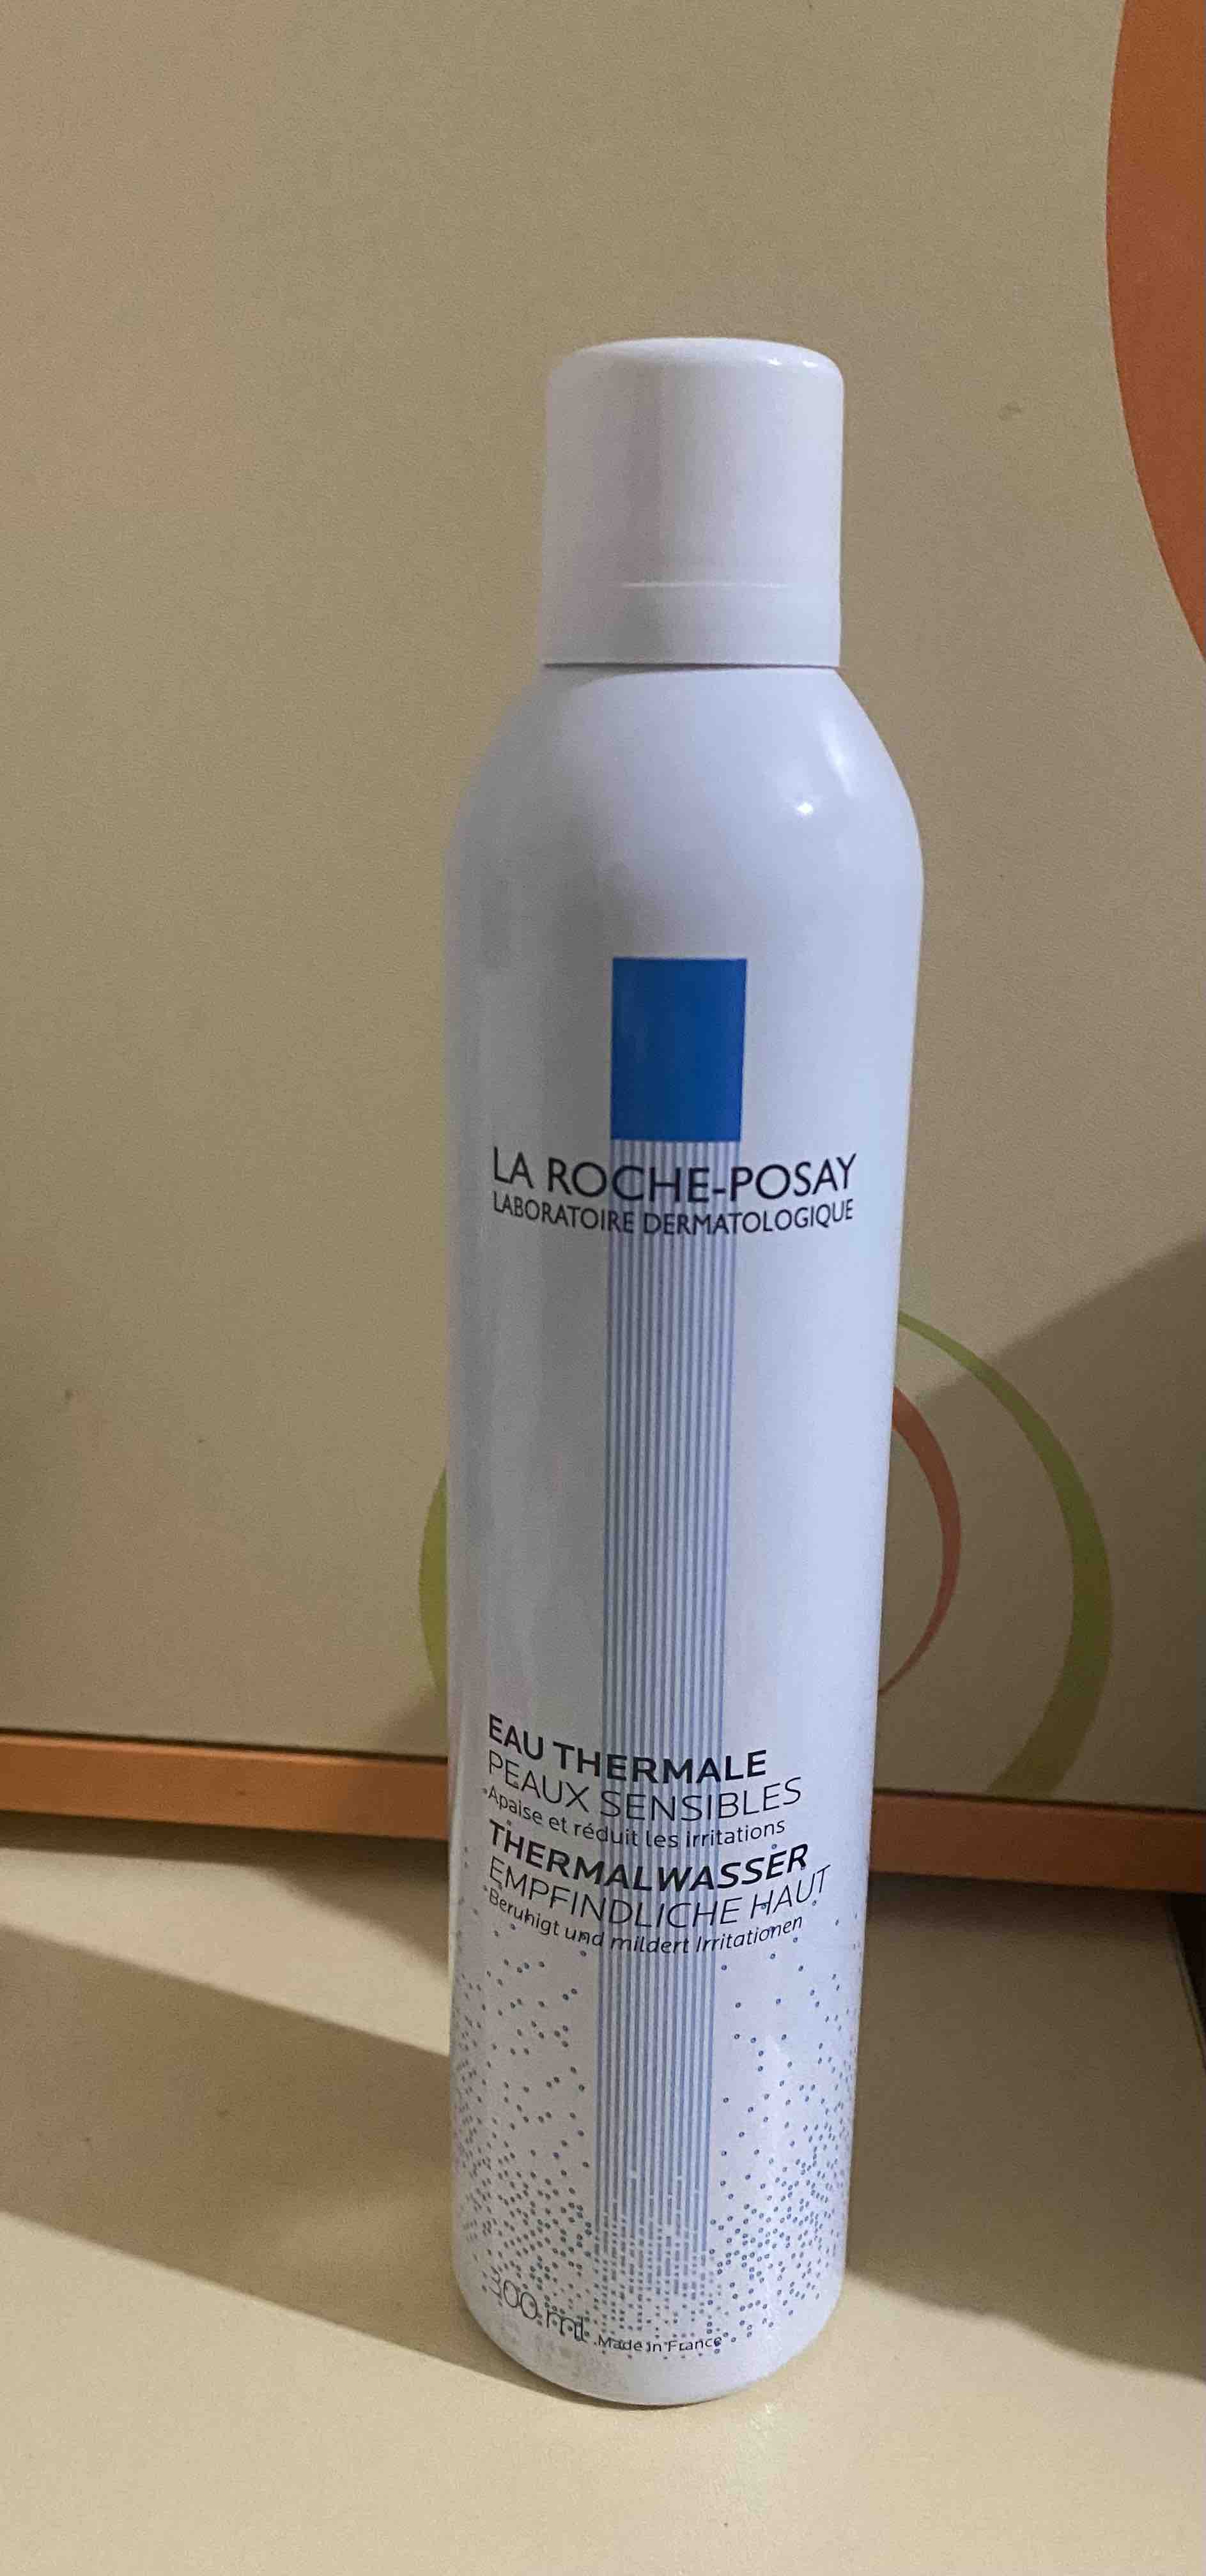 LA ROCHE-POSAY
LABORATOIRE DERMATOLOGIQUE
EAU THERMALE
PEAUX SENSIBLES
•Apaise et réduit les irritations
THERMALWASSER
EMPFINDLICHE HAUT
•Beruhigt und mildert Irritationen
300 ml
Made in France